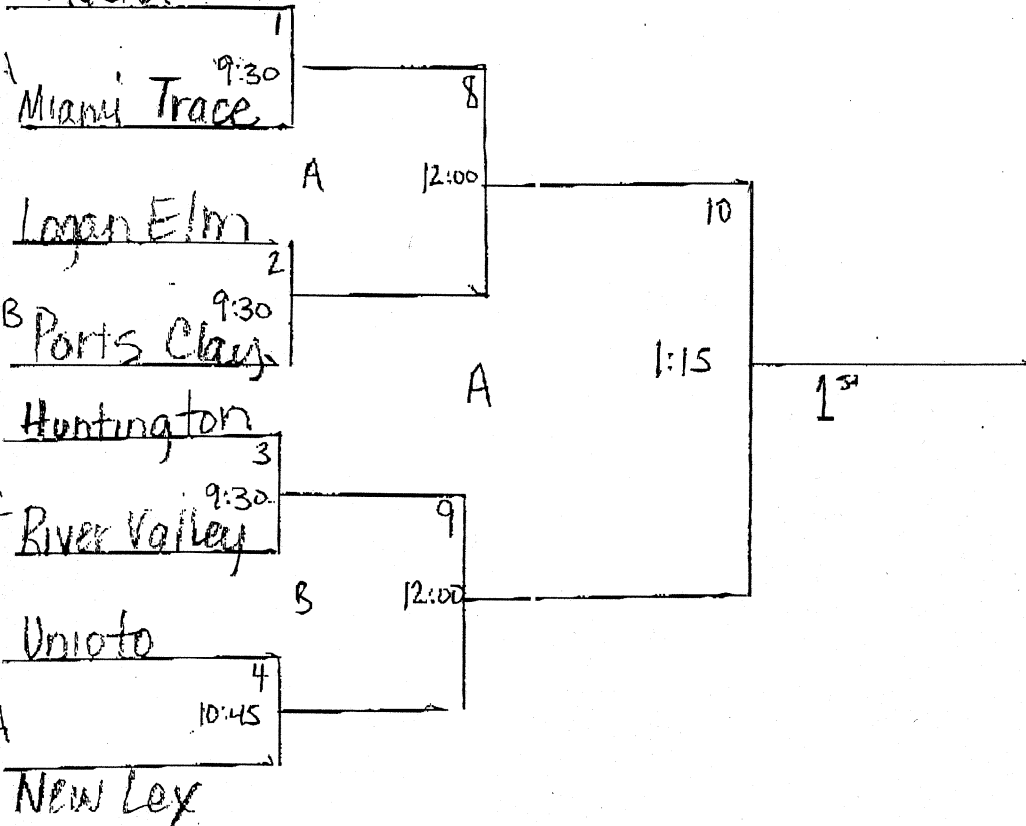 1
9:30
A
Miami Trace
8
A
12:00
Logan Elm
10
2
9:30
B
Ports Clay
1:15
A
1st
Huntington
3
9:30
9
River Valley
B
12:00
Unioto
4
10:45
A
New Lex